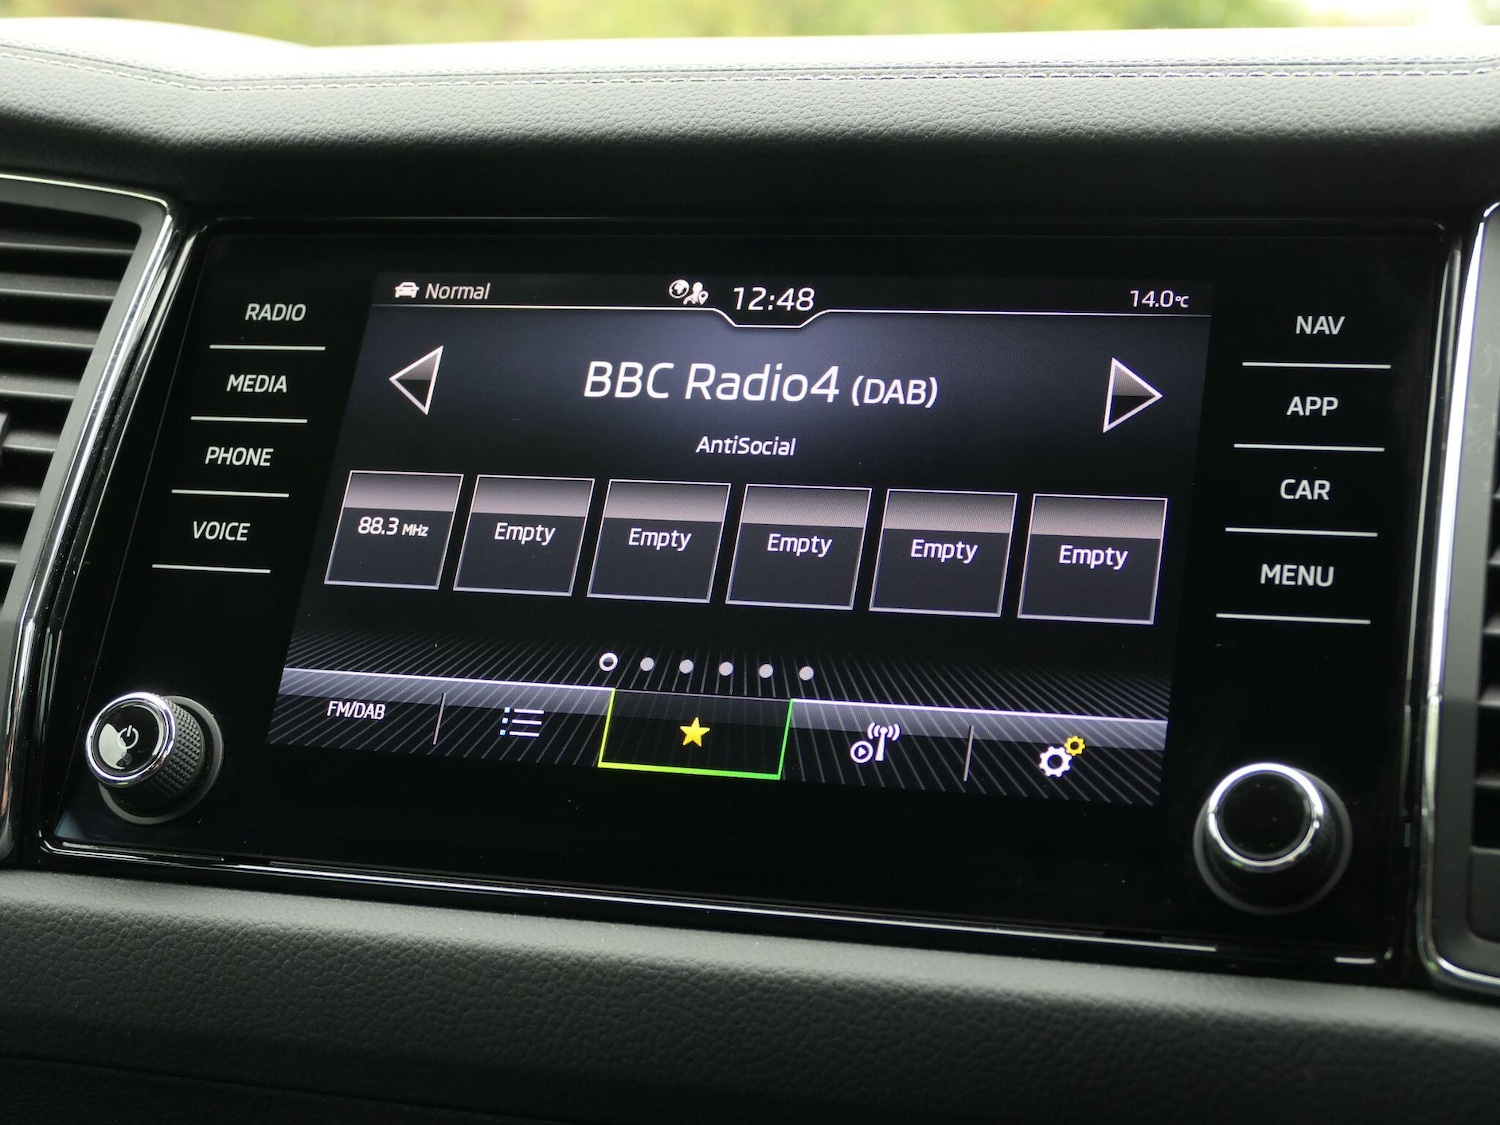 Normal
12:48
14.0°C
RADIO
MEDIA
PHONE
VOICE
BBC Radio4 (DAB)
AntiSocial
88.3 MHz
Empty
Empty
Empty
Empty
Empty
FM/DAB
NAV
APP
CAR
MENU